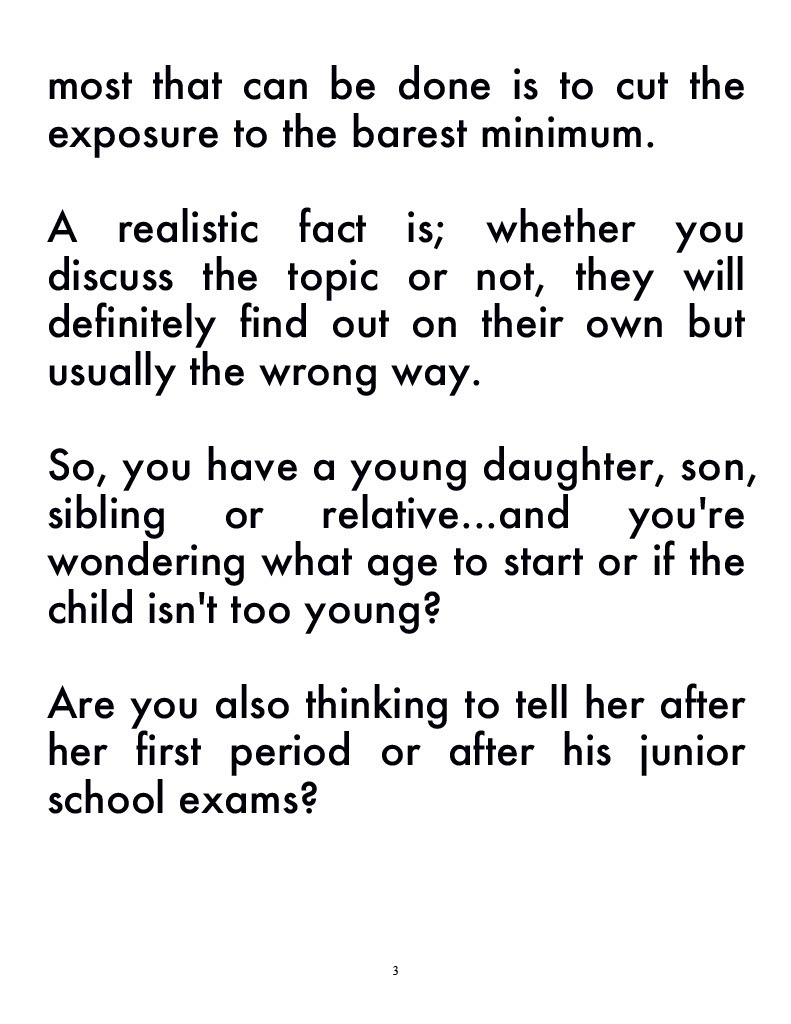 most that can be done is to cut the
exposure to the barest minimum.
A realistic fact is; whether you
discuss the topic or not, they will
definitely find out on their own but
usually the wrong way.
So, you have a young daughter, son,
sibling or relative...and you're
wondering what age to start or if the
child isn't too young?
Are you also thinking to tell her after
her first period or after his junior
school exams?
3